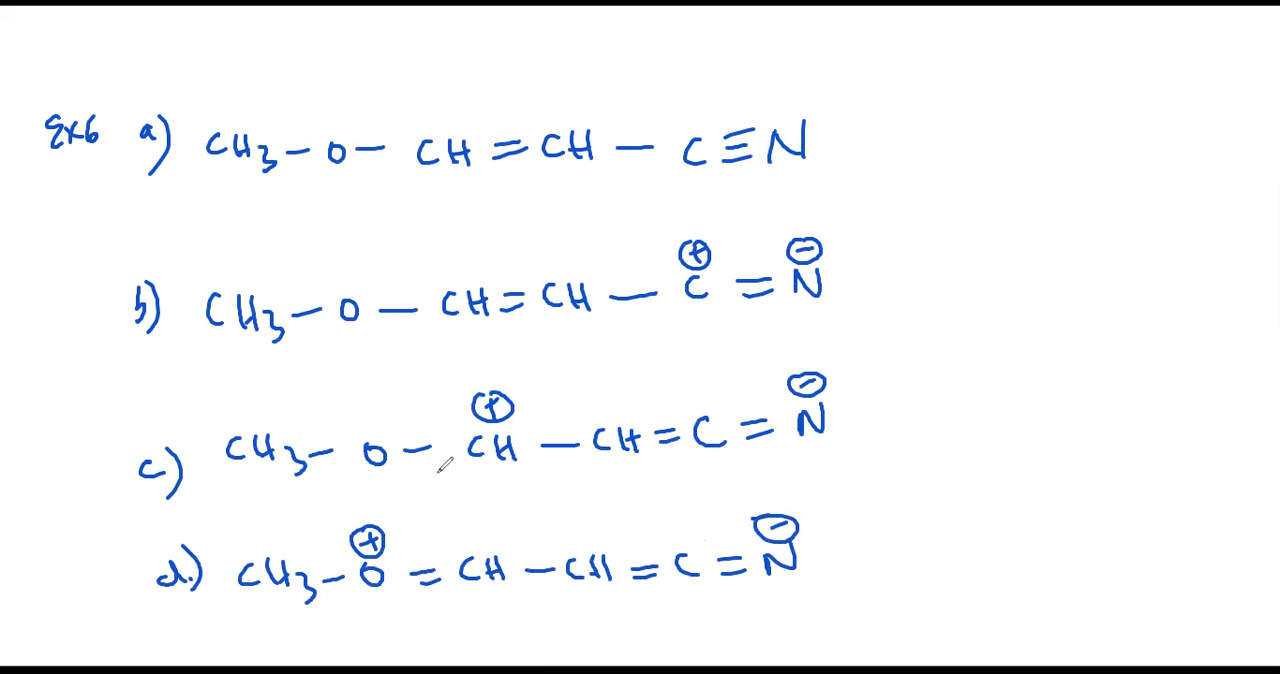 Ex6 a) CH3 - O - CH = CH - C ≡ N
b) CH3 - O - CH = CH - C⊕ = N⊖
c) CH3 - O - CH⊕ - CH = C = N⊖
d.) CH3 - O⊕ = CH - CH = C = N⊖